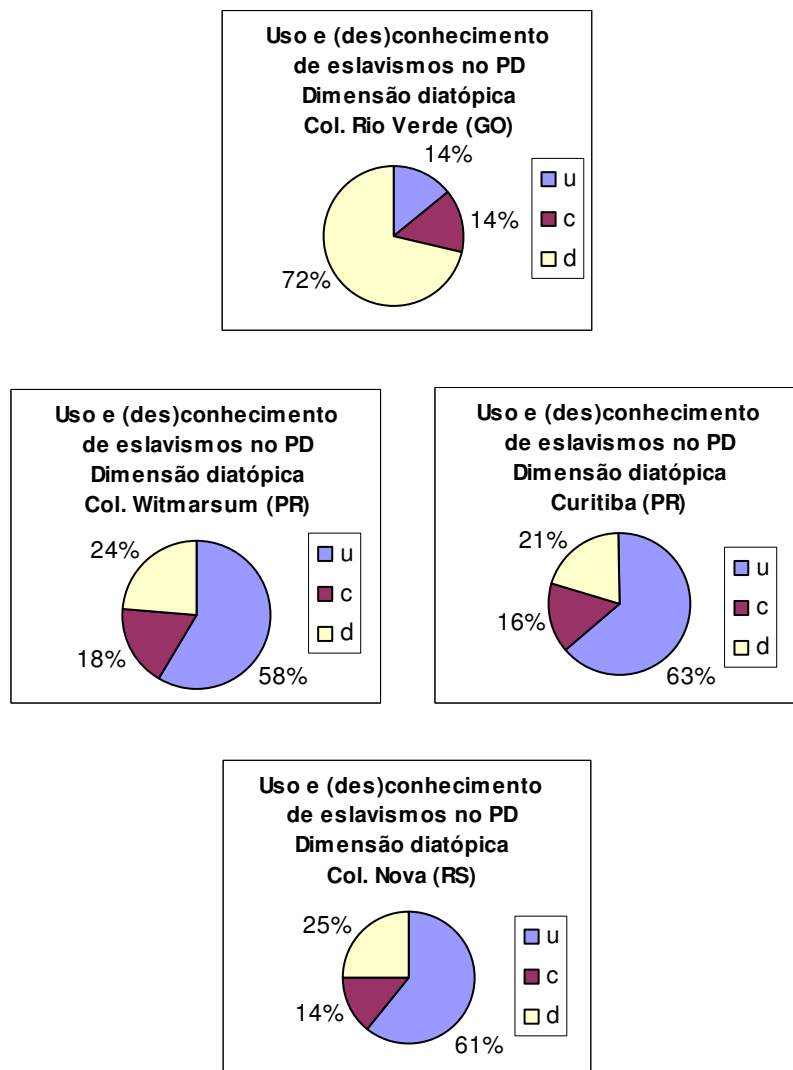 Uso e (des)conhecimento
de eslavismos no PD
Dimensão diatópica
Col. Rio Verde (GO)
14%
14%
72%
u
c
d
Uso e (des)conhecimento
de eslavismos no PD
Dimensão diatópica
Col. Witmarsum (PR)
24%
18%
58%
u
c
d
Uso e (des)conhecimento
de eslavismos no PD
Dimensão diatópica
Curitiba (PR)
21%
16%
63%
u
c
d
Uso e (des)conhecimento
de eslavismos no PD
Dimensão diatópica
Col. Nova (RS)
25%
14%
61%
u
c
d